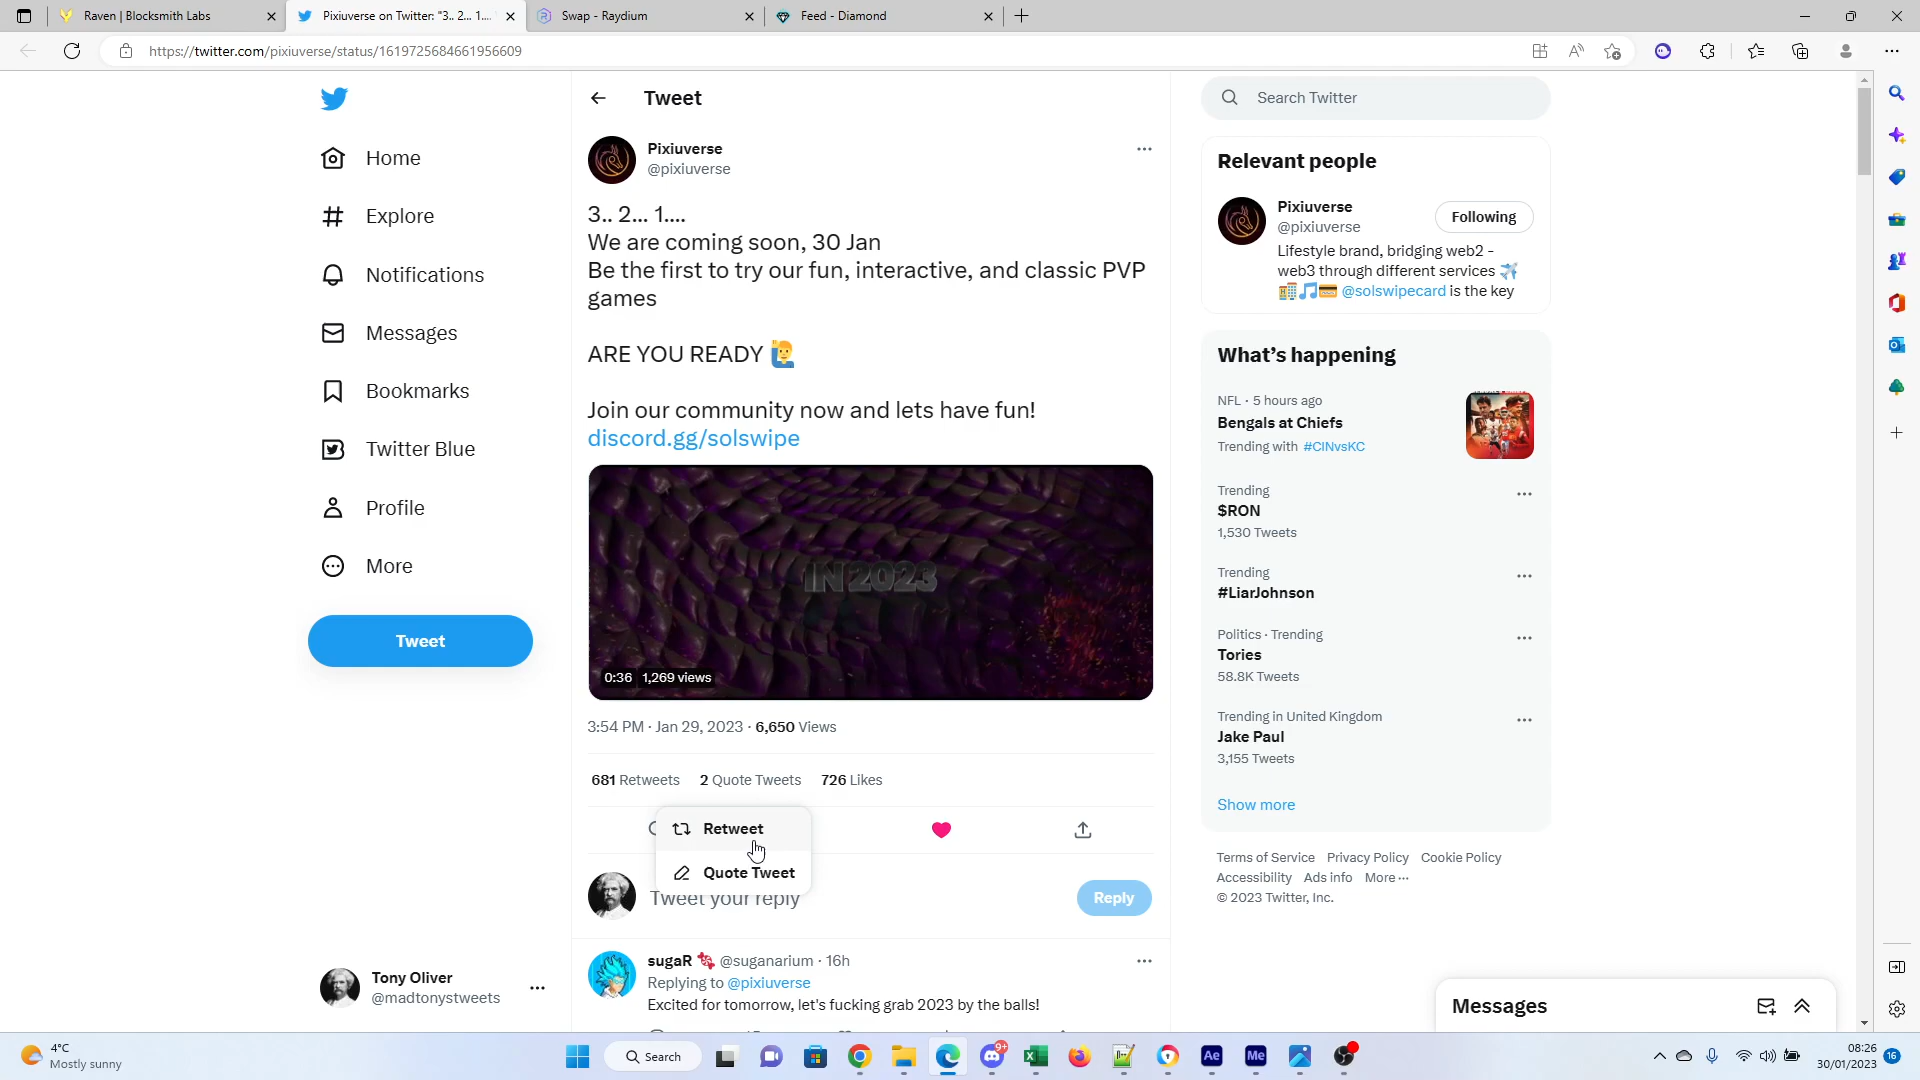 Raven | Blocksmith Labs
Pixiuverse on Twitter: "3.. 2... 1....
Swap - Raydium
Feed - Diamond
https://twitter.com/pixiuverse/status/1619725684661956609
Home
Explore
Notifications
Messages
Bookmarks
Twitter Blue
Profile
More
Tweet
Tony Oliver
@madtonystweets
Tweet
Pixiuverse
@pixiuverse
3.. 2... 1....
We are coming soon, 30 Jan
Be the first to try our fun, interactive, and classic PVP
games
ARE YOU READY
Join our community now and lets have fun!
discord.gg/solswipe
IN 2023
0:36 1,269 views
3:54 PM · Jan 29, 2023 · 6,650 Views
681 Retweets 2 Quote Tweets 726 Likes
Retweet
Quote Tweet
Tweet your reply
Reply
sugaR @suganarium · 16h
Replying to @pixiuverse
Excited for tomorrow, let's fucking grab 2023 by the balls!
Search Twitter
Relevant people
Pixiuverse
@pixiuverse
Following
Lifestyle brand, bridging web2 -
web3 through different services
@solswipecard is the key
What's happening
NFL · 5 hours ago
Bengals at Chiefs
Trending with #CINvsKC
Trending
$RON
1,530 Tweets
Trending
#LiarJohnson
Politics · Trending
Tories
58.8K Tweets
Trending in United Kingdom
Jake Paul
3,155 Tweets
Show more
Terms of Service Privacy Policy Cookie Policy
Accessibility Ads info More ···
© 2023 Twitter, Inc.
Messages
4°C
Mostly sunny
Search
9+
Ae
Me
08:26
30/01/2023
16